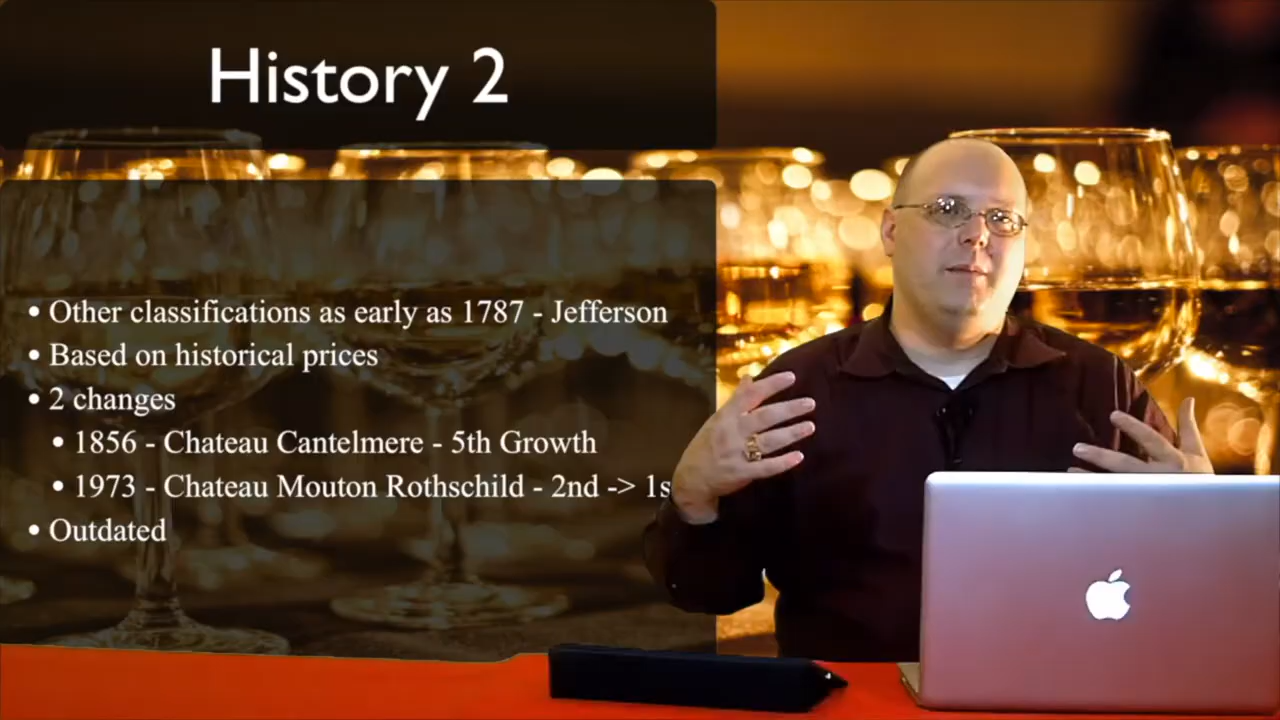 History 2
• Other classifications as early as 1787 - Jefferson
• Based on historical prices
• 2 changes
• 1856 - Chateau Cantelmere - 5th Growth
• 1973 - Chateau Mouton Rothschild - 2nd -> 1s
• Outdated